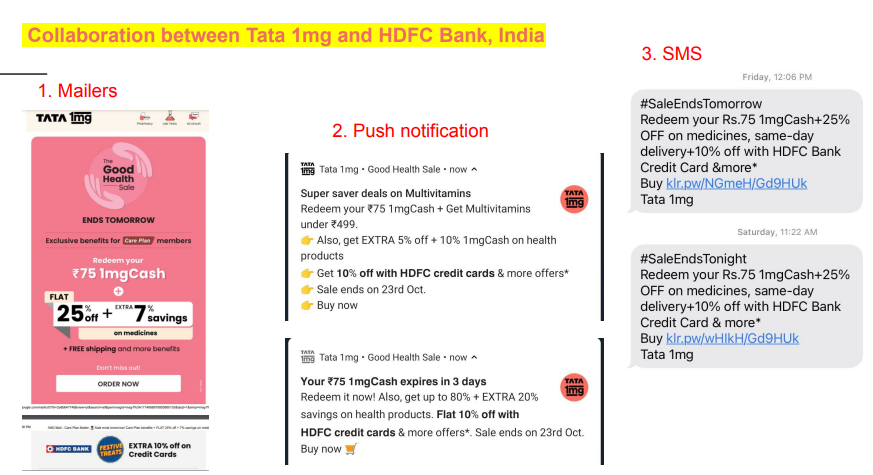 Collaboration between Tata 1mg and HDFC Bank, India
1. Mailers
TATA 1mg
Pharmacy
The
Good
Health
Sale
ENDS TOMORROW
Exclusive benefits for Care Plan members
Redeem your
₹75 1mgCash
+
FLAT
25% off + EXTRA 7% savings
on medicines
+ FREE shipping and more benefits
Don't miss out!
ORDER NOW
HDFC BANK
FESTIVE
TREATS
EXTRA 10% off on
Credit Cards
2. Push notification
TATA 1mg Tata 1mg • Good Health Sale • now
Super saver deals on Multivitamins
Redeem your ₹75 1mgCash + Get Multivitamins
under ₹499.
👉 Also, get EXTRA 5% off + 10% 1mgCash on health
products
👉 Get 10% off with HDFC credit cards & more offers*
👉 Sale ends on 23rd Oct.
👉 Buy now
TATA
1mg
TATA 1mg Tata 1mg • Good Health Sale • now
Your ₹75 1mgCash expires in 3 days
Redeem it now! Also, get up to 80% + EXTRA 20%
savings on health products. Flat 10% off with
HDFC credit cards & more offers*. Sale ends on 23rd Oct.
Buy now 🛒
TATA
1mg
3. SMS
Friday, 12:06 PM
#SaleEndsTomorrow
Redeem your Rs.75 1mgCash+25%
OFF on medicines, same-day
delivery+10% off with HDFC Bank
Credit Card &more*
Buy klr.pw/NGmeH/Gd9HUk
Tata 1mg
Saturday, 11:22 AM
#SaleEndsTonight
Redeem your Rs.75 1mgCash+25%
OFF on medicines, same-day
delivery+10% off with HDFC Bank
Credit Card & more*
Buy klr.pw/wHIkH/Gd9HUk
Tata 1mg